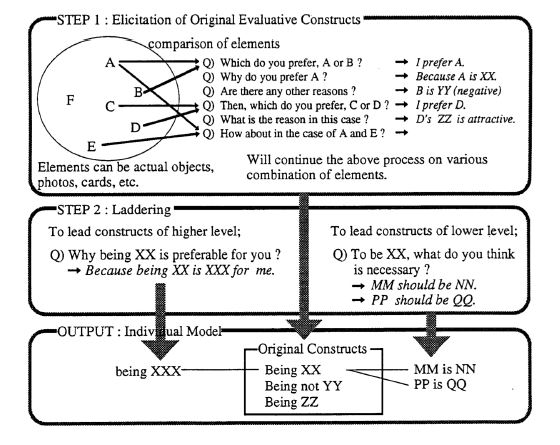 STEP 1 : Elicitation of Original Evaluative Constructs
comparison of elements
A
B
F
C
D
E
Q) Which do you prefer, A or B ? → I prefer A.
Q) Why do you prefer A ? → Because A is XX.
Q) Are there any other reasons ? → B is YY (negative)
Q) Then, which do you prefer, C or D ? → I prefer D.
Q) What is the reason in this case ? → D's ZZ is attractive.
Q) How about in the case of A and E ? →
Elements can be actual objects,
photos, cards, etc.
Will continue the above process on various
combination of elements.
STEP 2 : Laddering
To lead constructs of higher level;
Q) Why being XX is preferable for you ?
→ Because being XX is XXX for me.
To lead constructs of lower level;
Q) To be XX, what do you think
is necessary ?
→ MM should be NN.
→ PP should be QQ.
OUTPUT : Individual Model
being XXX
Original Constructs
Being XX
Being not YY
Being ZZ
MM is NN
PP is QQ